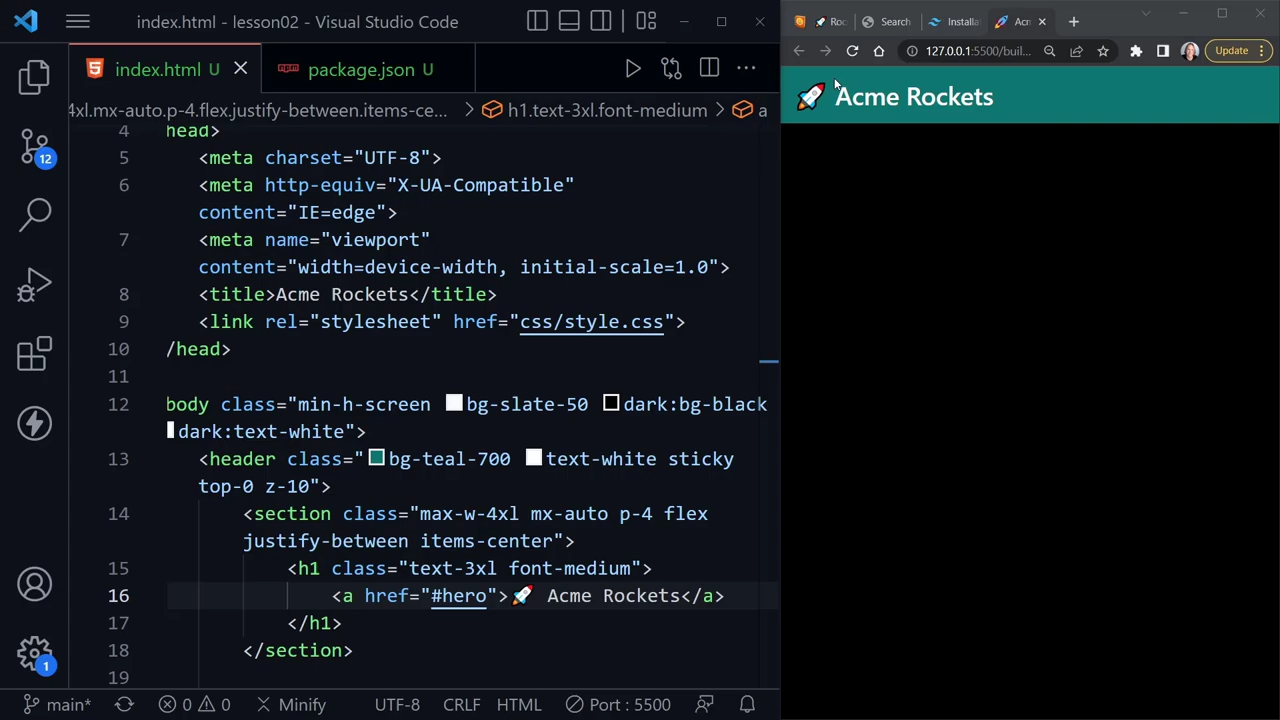 index.html - lesson02 - Visual Studio Code
index.html U
package.json U
4xl.mx-auto.p-4.flex.justify-between.items-ce... > h1.text-3xl.font-medium > a
4 head>
5 <meta charset="UTF-8">
6 <meta http-equiv="X-UA-Compatible"
content="IE=edge">
7 <meta name="viewport"
content="width=device-width, initial-scale=1.0">
8 <title>Acme Rockets</title>
9 <link rel="stylesheet" href="css/style.css">
10 /head>
11
12 body class="min-h-screen bg-slate-50 dark:bg-black
dark:text-white">
13 <header class="bg-teal-700 text-white sticky
top-0 z-10">
14 <section class="max-w-4xl mx-auto p-4 flex
justify-between items-center">
15 <h1 class="text-3xl font-medium">
16 <a href="#hero">🚀 Acme Rockets</a>
17 </h1>
18 </section>
19
12
1
main* 0 0 Minify UTF-8 CRLF HTML Port : 5500
Roc Search Installa Acm
127.0.0.1:5500/buil... Update
🚀 Acme Rockets